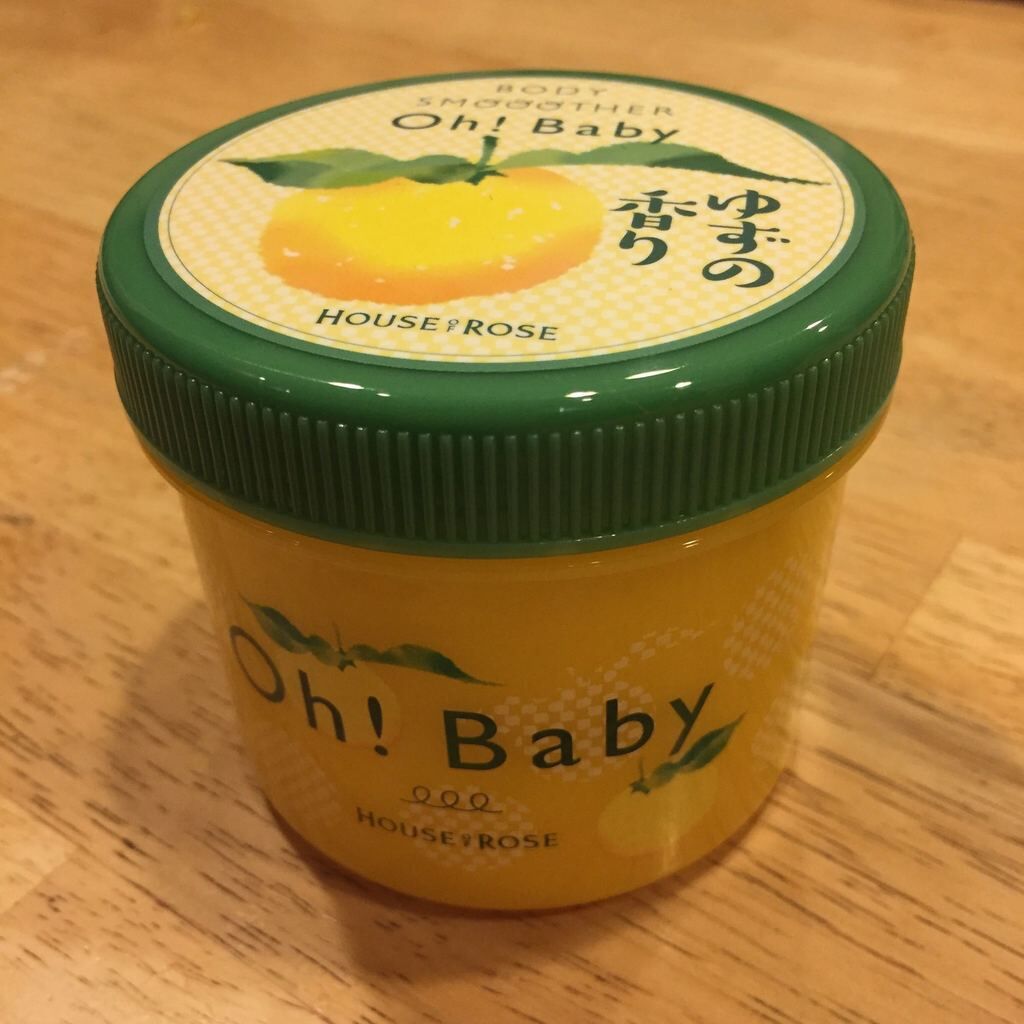 BODY
SMOOOTHER
Oh! Baby
ゆずの
香り
HOUSE OF ROSE
Oh! Baby
HOUSE OF ROSE